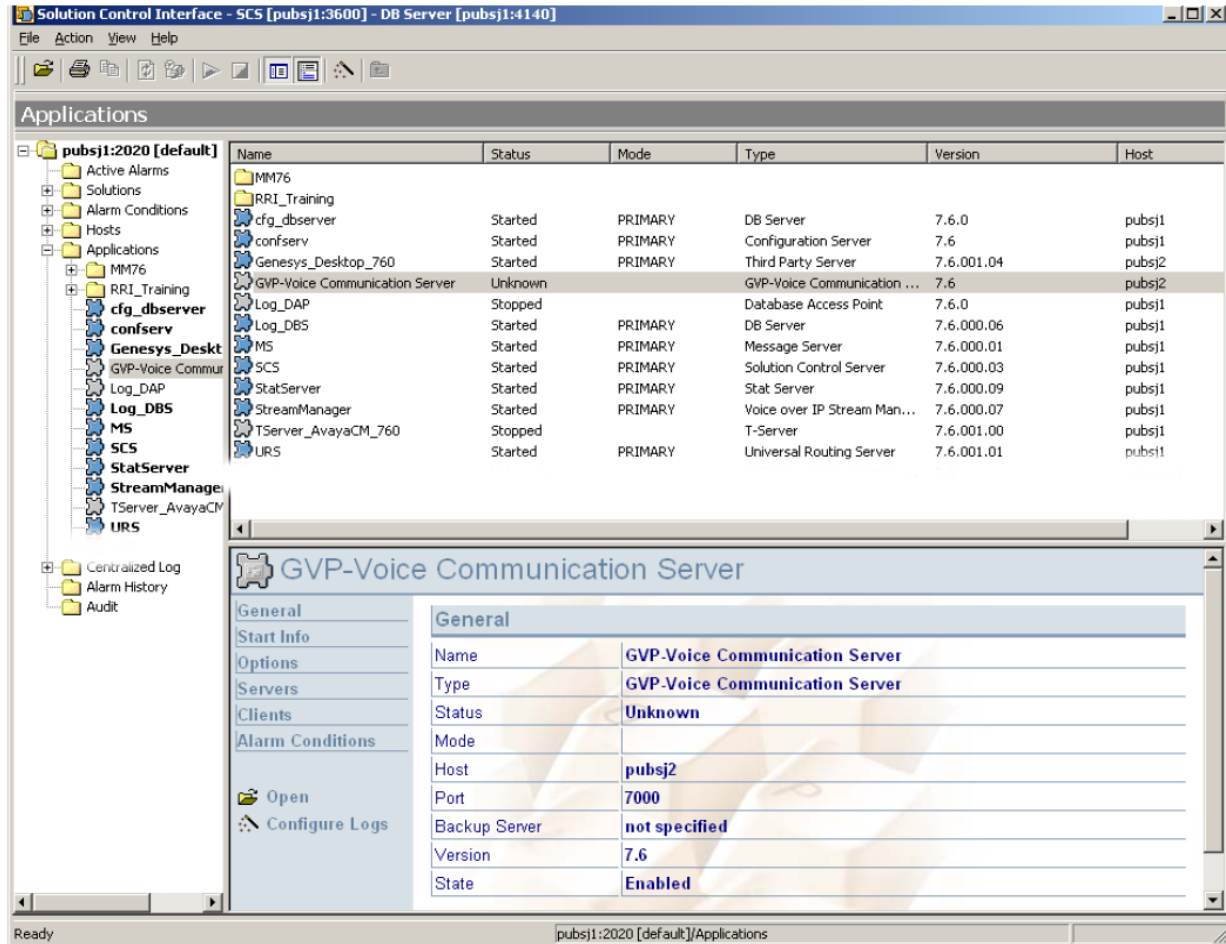 Solution Control Interface - SCS [pubsj1:3600] - DB Server [pubsj1:4140]
File Action View Help
Applications
pubsj1:2020 [default]
Active Alarms
Solutions
Alarm Conditions
Hosts
Applications
MM76
RRI_Training
cfg_dbserver
confserv
Genesys_Deskt
GVP-Voice Commur
Log_DAP
Log_DBS
MS
SCS
StatServer
StreamManage
TServer_AvayaCM
URS
Centralized Log
Alarm History
Audit
Name Status Mode Type Version Host
MM76
RRI_Training
cfg_dbserver Started PRIMARY DB Server 7.6.0 pubsj1
confserv Started PRIMARY Configuration Server 7.6 pubsj1
Genesys_Desktop_760 Started PRIMARY Third Party Server 7.6.001.04 pubsj2
GVP-Voice Communication Server Unknown GVP-Voice Communication ... 7.6 pubsj2
Log_DAP Stopped Database Access Point 7.6.0 pubsj1
Log_DBS Started PRIMARY DB Server 7.6.000.06 pubsj1
MS Started PRIMARY Message Server 7.6.000.01 pubsj1
SCS Started PRIMARY Solution Control Server 7.6.000.03 pubsj1
StatServer Started PRIMARY Stat Server 7.6.000.09 pubsj1
StreamManager Started PRIMARY Voice over IP Stream Man... 7.6.000.07 pubsj1
TServer_AvayaCM_760 Stopped T-Server 7.6.001.00 pubsj1
URS Started PRIMARY Universal Routing Server 7.6.001.01 pubsj1
GVP-Voice Communication Server
General
Start Info
Options
Servers
Clients
Alarm Conditions
Open
Configure Logs
General
Name GVP-Voice Communication Server
Type GVP-Voice Communication Server
Status Unknown
Mode
Host pubsj2
Port 7000
Backup Server not specified
Version 7.6
State Enabled
Ready pubsj1:2020 [default]/Applications